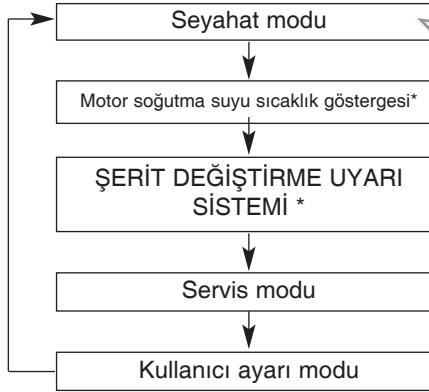 Seyahat modu
Motor soğutma suyu sıcaklık göstergesi*
ŞERİT DEĞİŞTİRME UYARI
SİSTEMİ *
Servis modu
Kullanıcı ayarı modu